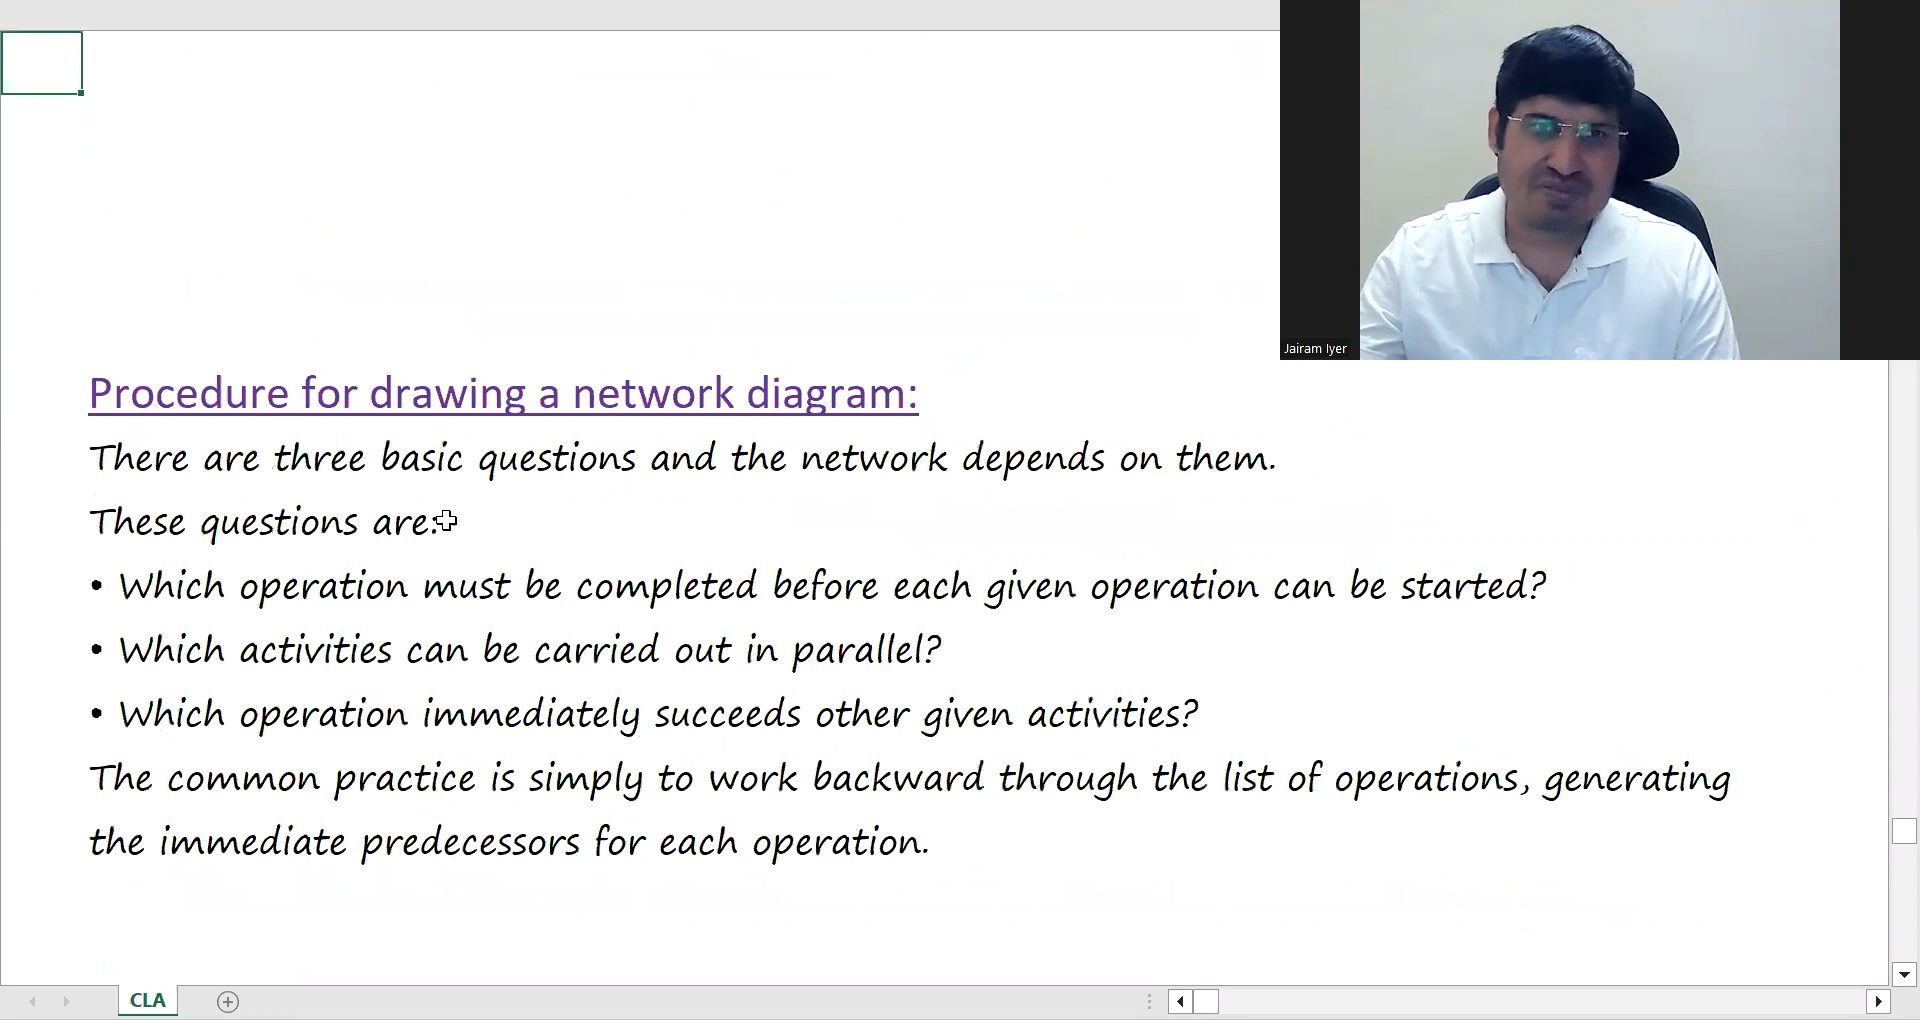 Jairam Iyer
Procedure for drawing a network diagram:
There are three basic questions and the network depends on them.
These questions are:
• Which operation must be completed before each given operation can be started?
• Which activities can be carried out in parallel?
• Which operation immediately succeeds other given activities?
The common practice is simply to work backward through the list of operations, generating
the immediate predecessors for each operation.
CLA